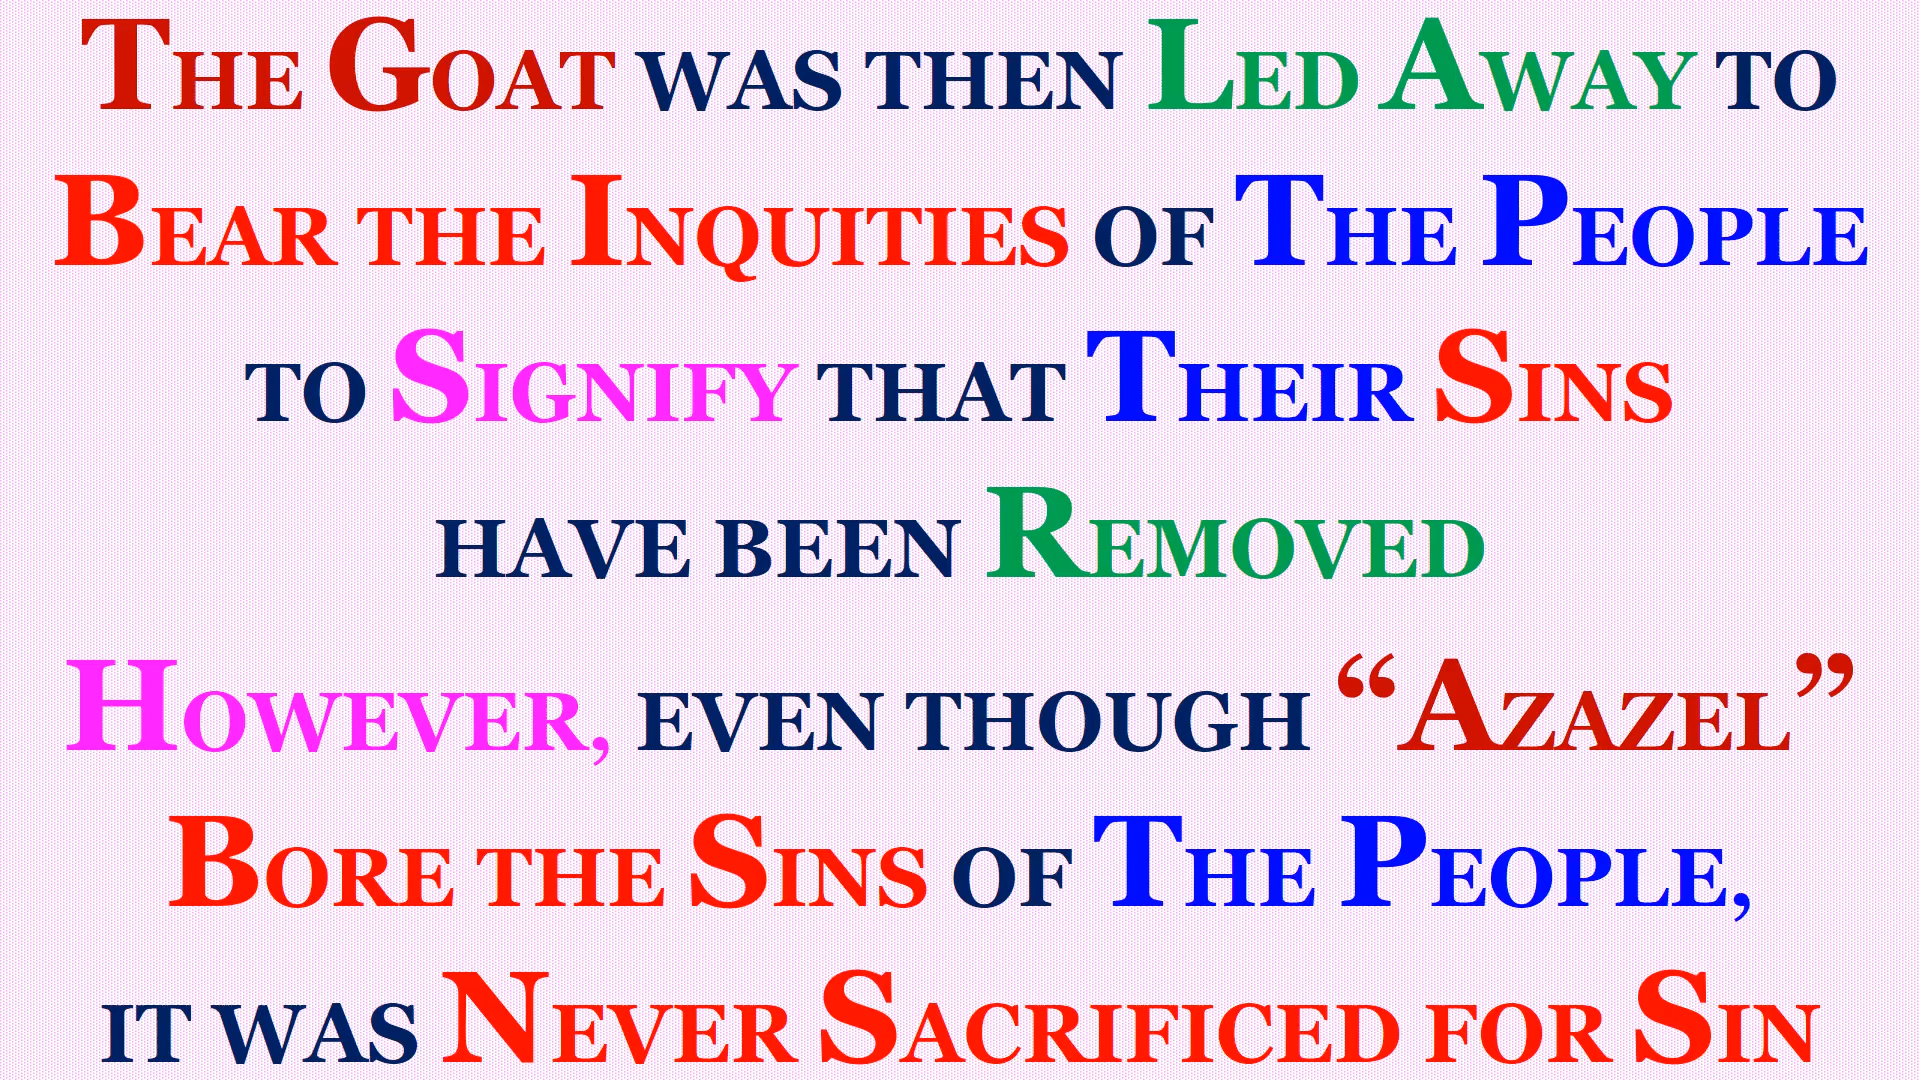 The Goat was then Led Away to
Bear the Inquities of The People
to Signify that Their Sins
have been Removed
However, even though “Azazel”
Bore the Sins of The People,
it was Never Sacrificed for Sin